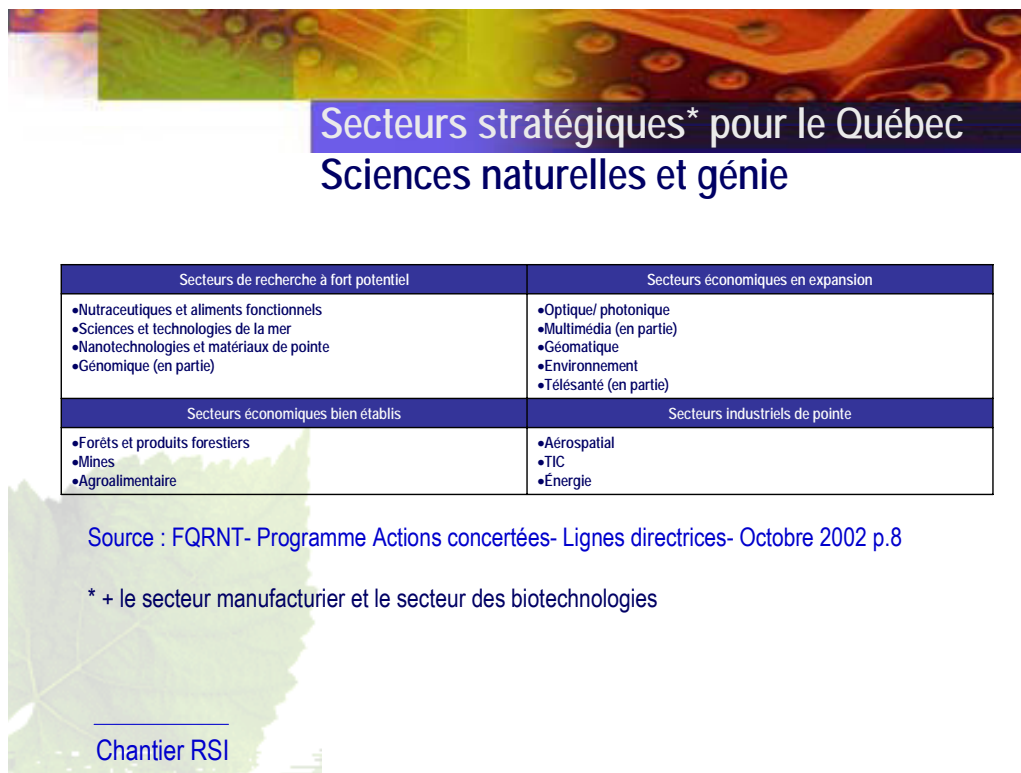 Secteurs stratégiques* pour le Québec
Sciences naturelles et génie
Secteurs de recherche à fort potentiel
•Nutraceutiques et aliments fonctionnels
•Sciences et technologies de la mer
•Nanotechnologies et matériaux de pointe
•Génomique (en partie)
Secteurs économiques en expansion
•Optique/ photonique
•Multimédia (en partie)
•Géomatique
•Environnement
•Télésanté (en partie)
Secteurs économiques bien établis
•Forêts et produits forestiers
•Mines
•Agroalimentaire
Secteurs industriels de pointe
•Aérospatial
•TIC
•Énergie
Source : FQRNT- Programme Actions concertées- Lignes directrices- Octobre 2002 p.8
* + le secteur manufacturier et le secteur des biotechnologies
Chantier RSI